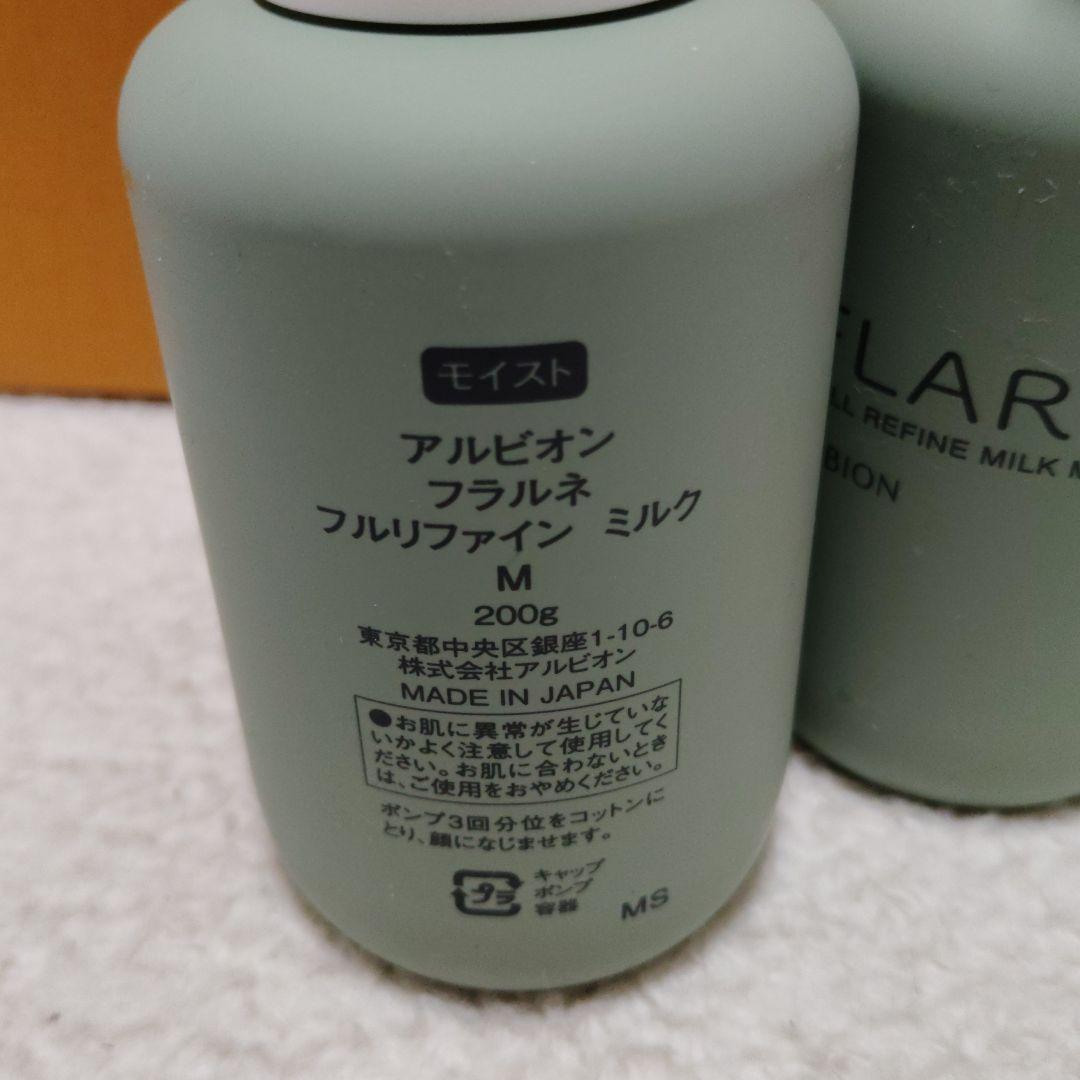 モイスト
アルビオン
フラルネ
フルリファイン ミルク
M
200g
東京都中央区銀座1-10-6
株式会社アルビオン
MADE IN JAPAN
●お肌に異常が生じていな
いかよく注意して使用してく
ださい。お肌に合わないとき
は、ご使用をおやめください。
ポンプ3回分位をコットンに
とり、顔になじませます。
プラ
キャップ
ポンプ
容器
MS
FLAR
LL REFINE MILK M
BION